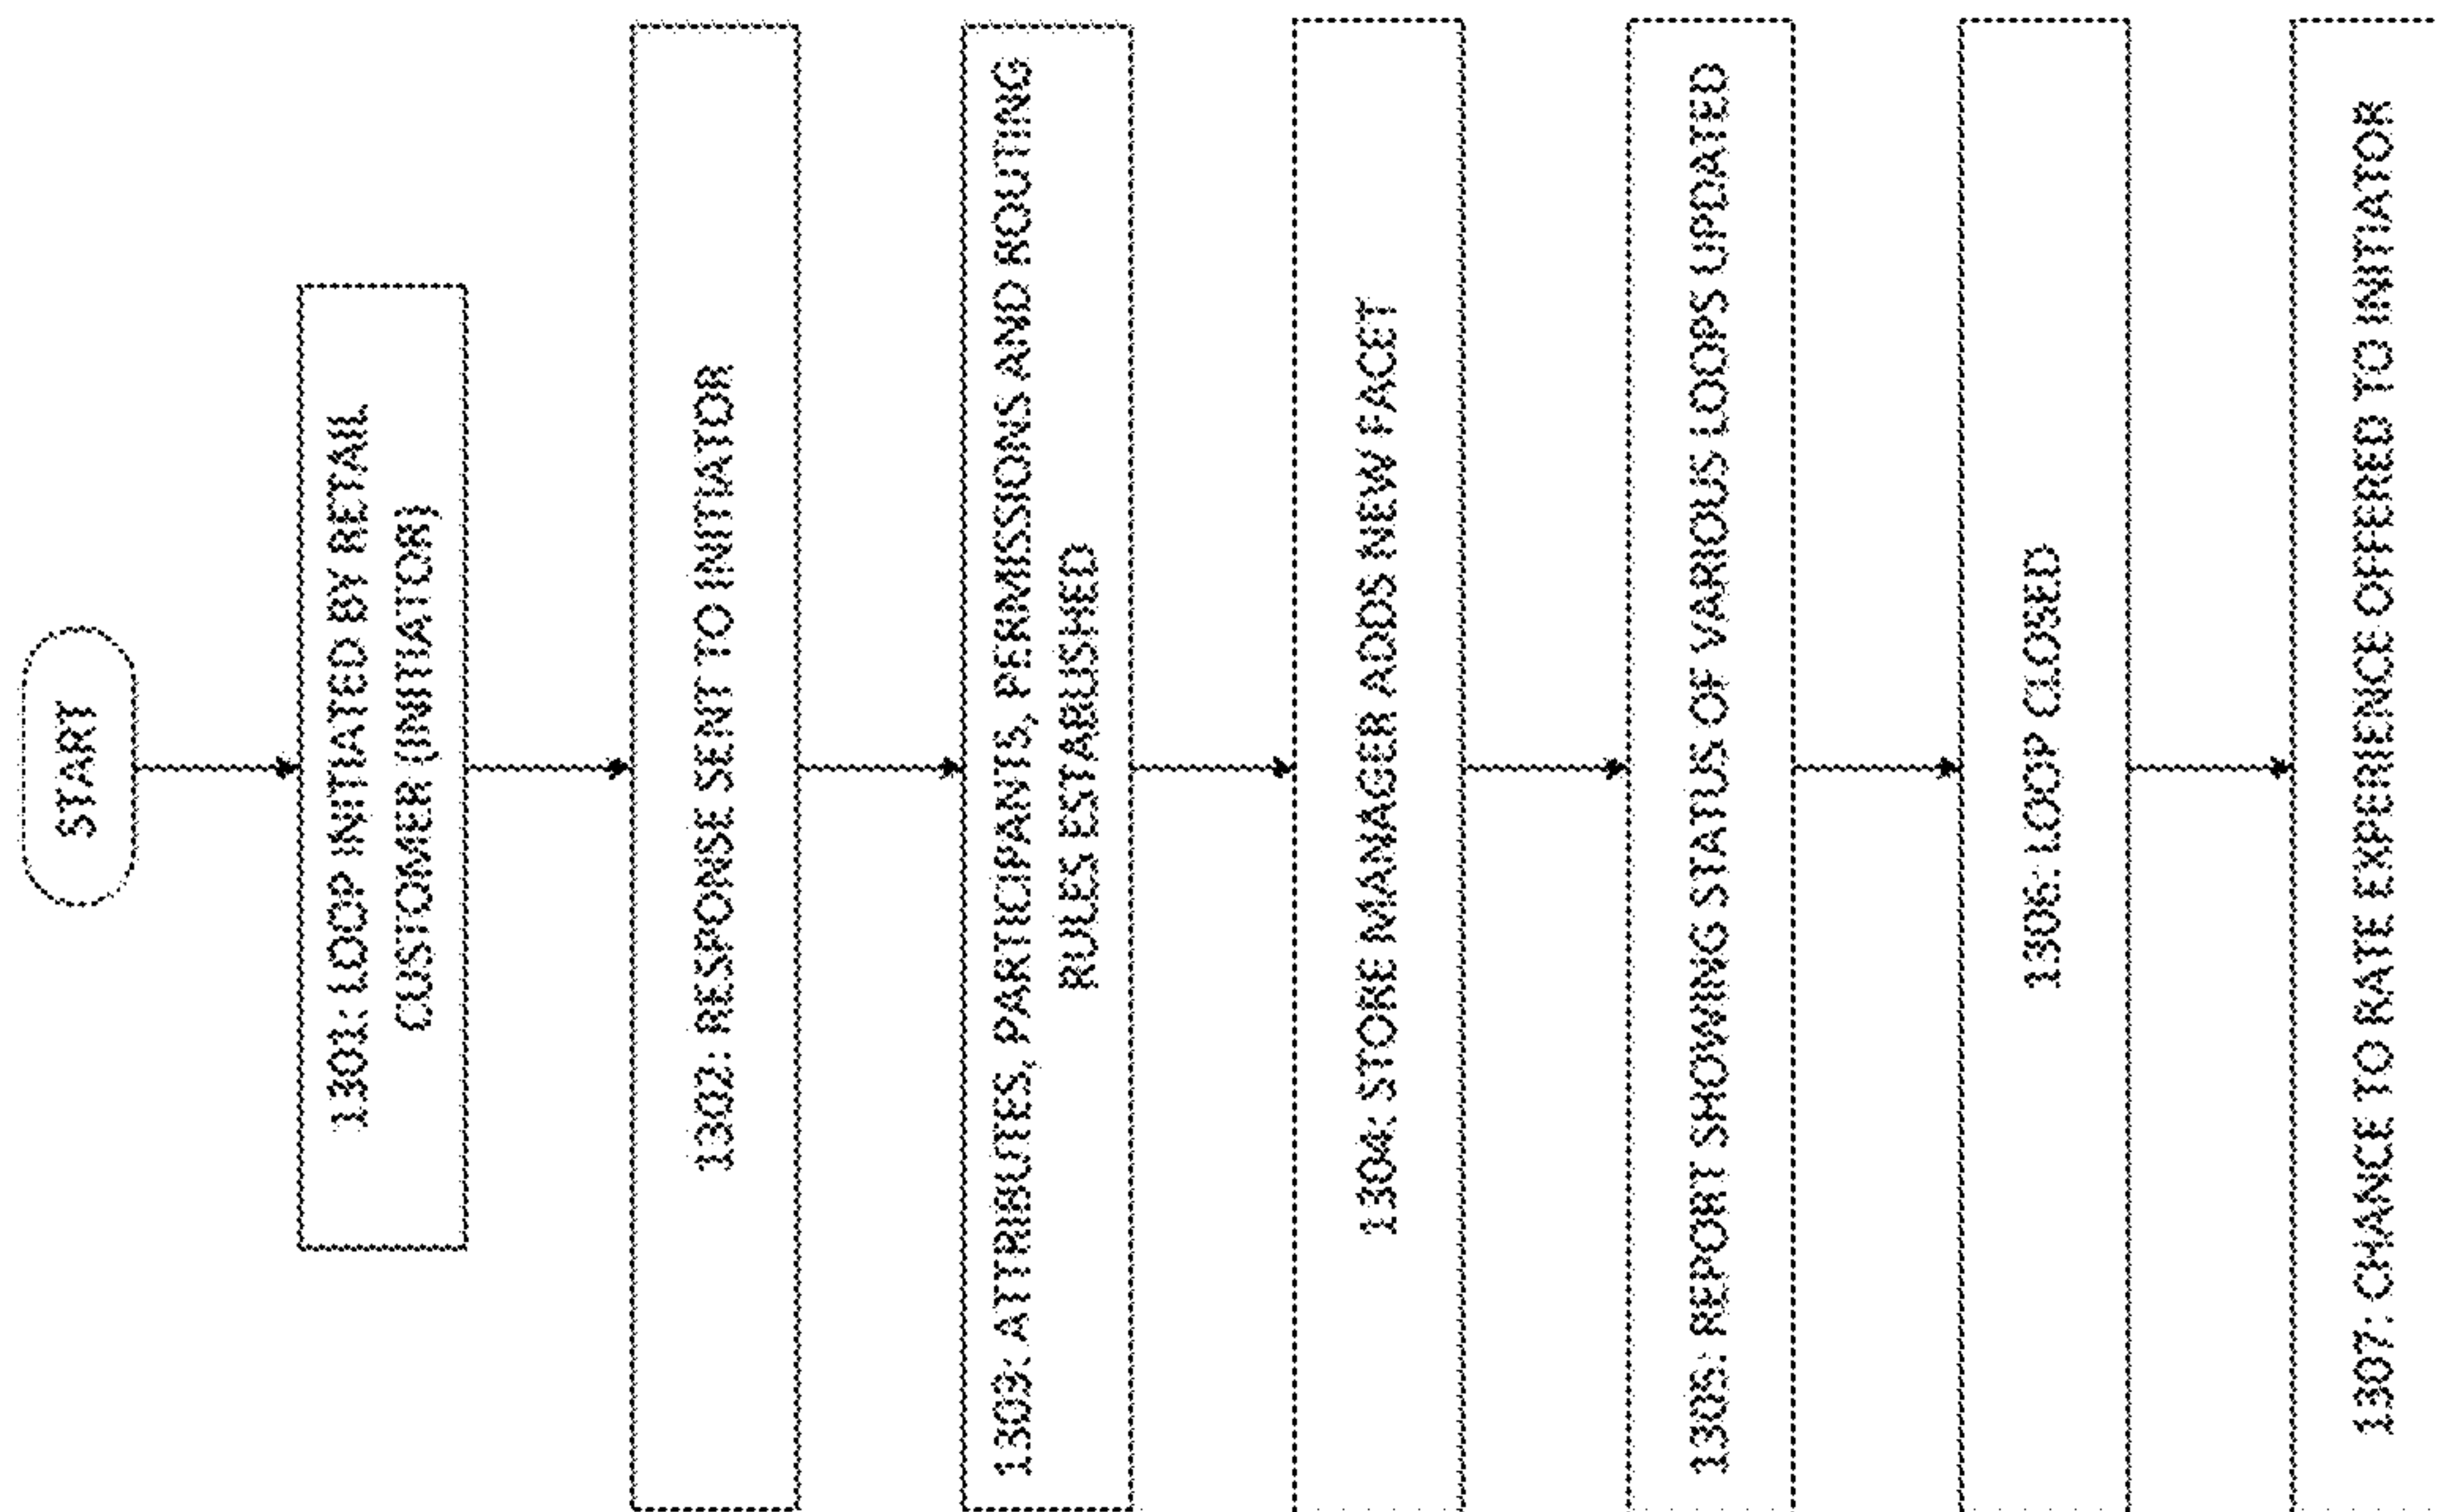 START
1301: LOOP INITIATED BY RETAIL
CUSTOMER (INITIATOR)
1302: RESPONSE SENT TO INITIATOR
1303: ATTRIBUTES, PARTICIPANTS, PERMISSIONS AND ROUTING
RULES ESTABLISHED
1304: STORE MANAGER ADDS NEW FACET
1305: REPORT SHOWING STATUS OF VARIOUS LOOPS UPDATED
1306: LOOP CLOSED
1307: CHANCE TO RATE EXPERIENCE OFFERED TO INITIATOR